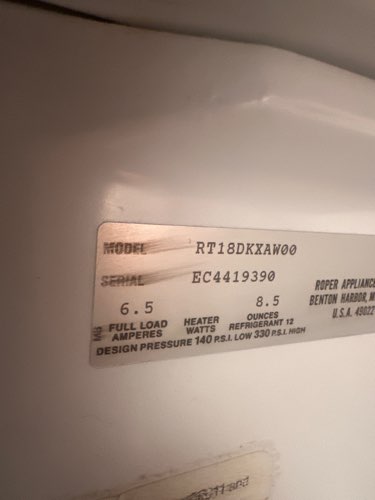 MODEL RT18DKXAW00
SERIAL EC4419390
ROPER APPLIANCE
6.5 8.5 BENTON HARBOR, M
FULL LOAD AMPERES HEATER WATTS OUNCES REFRIGERANT 12 U.S.A. 49022
DESIGN PRESSURE 140 P.S.I. LOW 330 P.S.I. HIGH